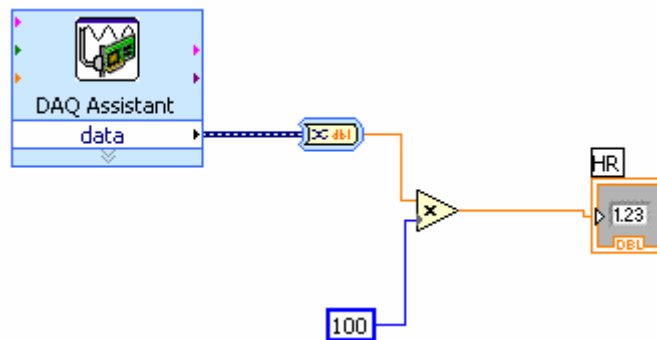 DAQ Assistant
data
dbl
HR
x
1.23
DBL
100